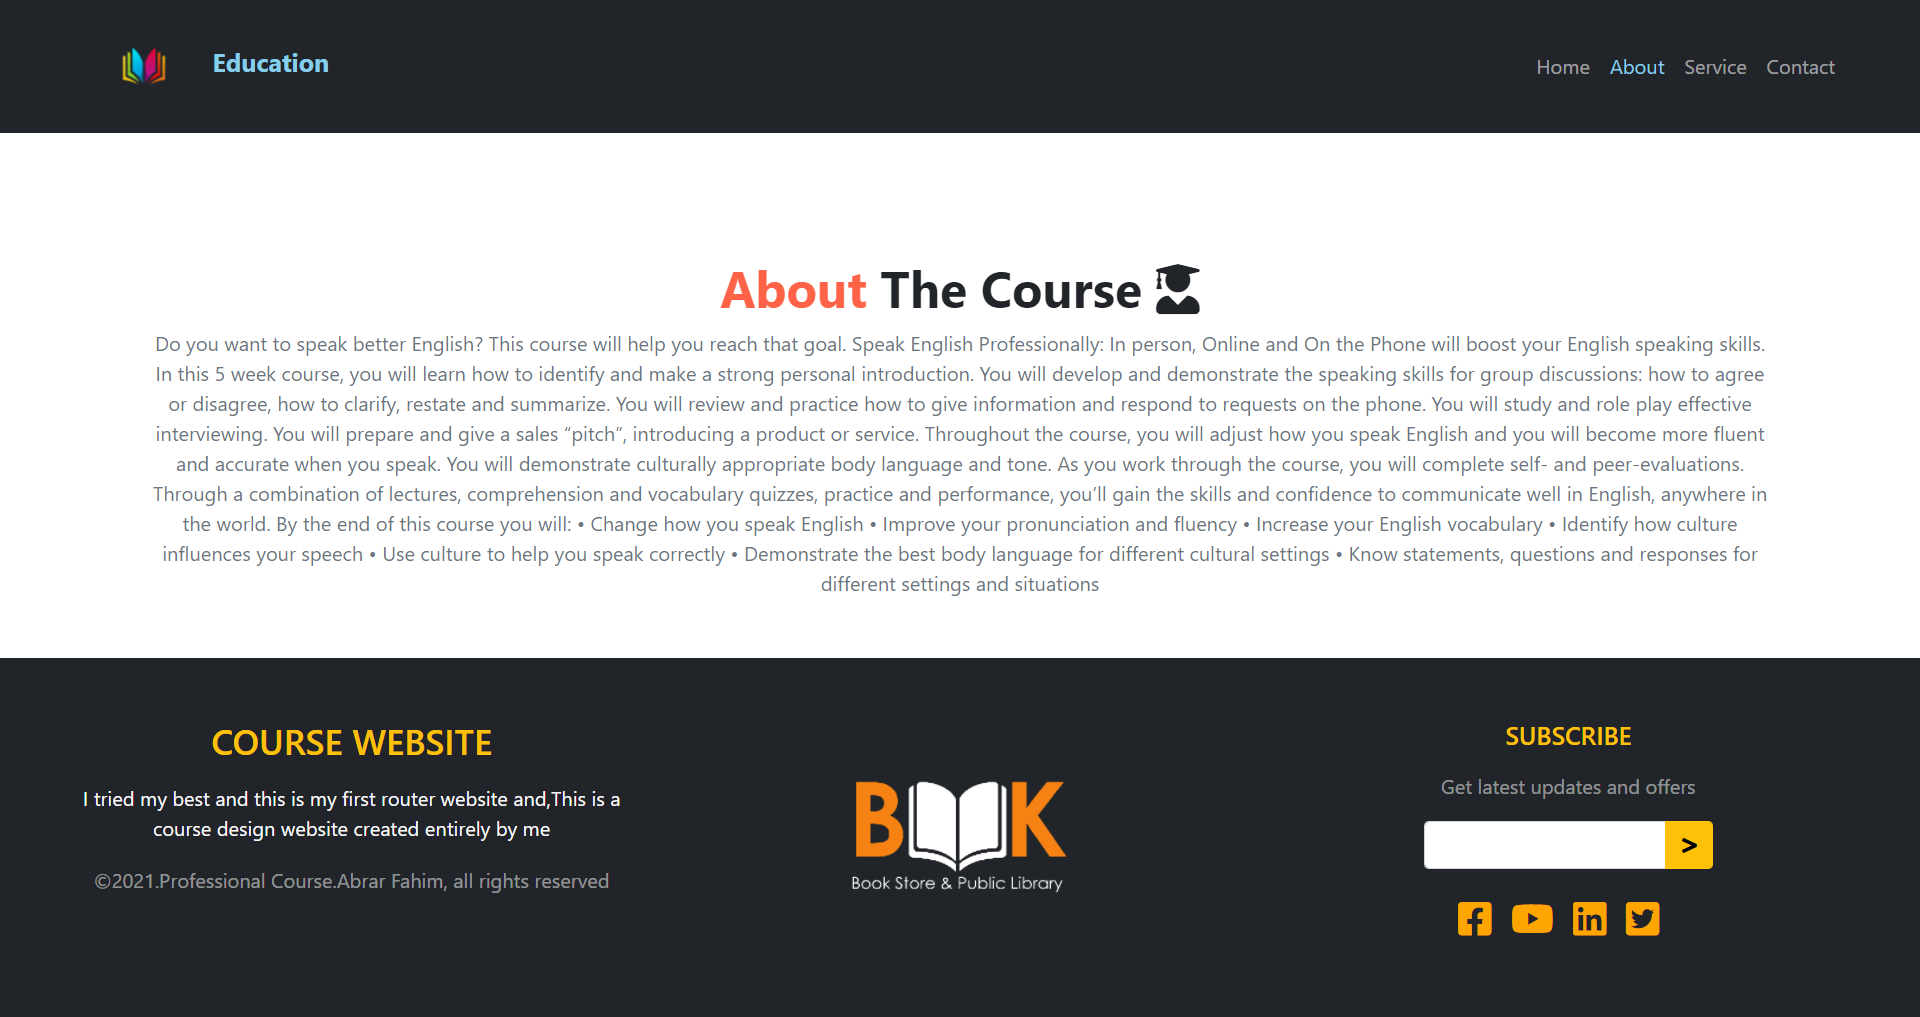 Education
Home About Service Contact
About The Course
Do you want to speak better English? This course will help you reach that goal. Speak English Professionally: In person, Online and On the Phone will boost your English speaking skills.
In this 5 week course, you will learn how to identify and make a strong personal introduction. You will develop and demonstrate the speaking skills for group discussions: how to agree
or disagree, how to clarify, restate and summarize. You will review and practice how to give information and respond to requests on the phone. You will study and role play effective
interviewing. You will prepare and give a sales “pitch”, introducing a product or service. Throughout the course, you will adjust how you speak English and you will become more fluent
and accurate when you speak. You will demonstrate culturally appropriate body language and tone. As you work through the course, you will complete self- and peer-evaluations.
Through a combination of lectures, comprehension and vocabulary quizzes, practice and performance, you’ll gain the skills and confidence to communicate well in English, anywhere in
the world. By the end of this course you will: • Change how you speak English • Improve your pronunciation and fluency • Increase your English vocabulary • Identify how culture
influences your speech • Use culture to help you speak correctly • Demonstrate the best body language for different cultural settings • Know statements, questions and responses for
different settings and situations
COURSE WEBSITE
I tried my best and this is my first router website and,This is a
course design website created entirely by me
©2021.Professional Course.Abrar Fahim, all rights reserved
BOOK
Book Store & Public Library
SUBSCRIBE
Get latest updates and offers
>